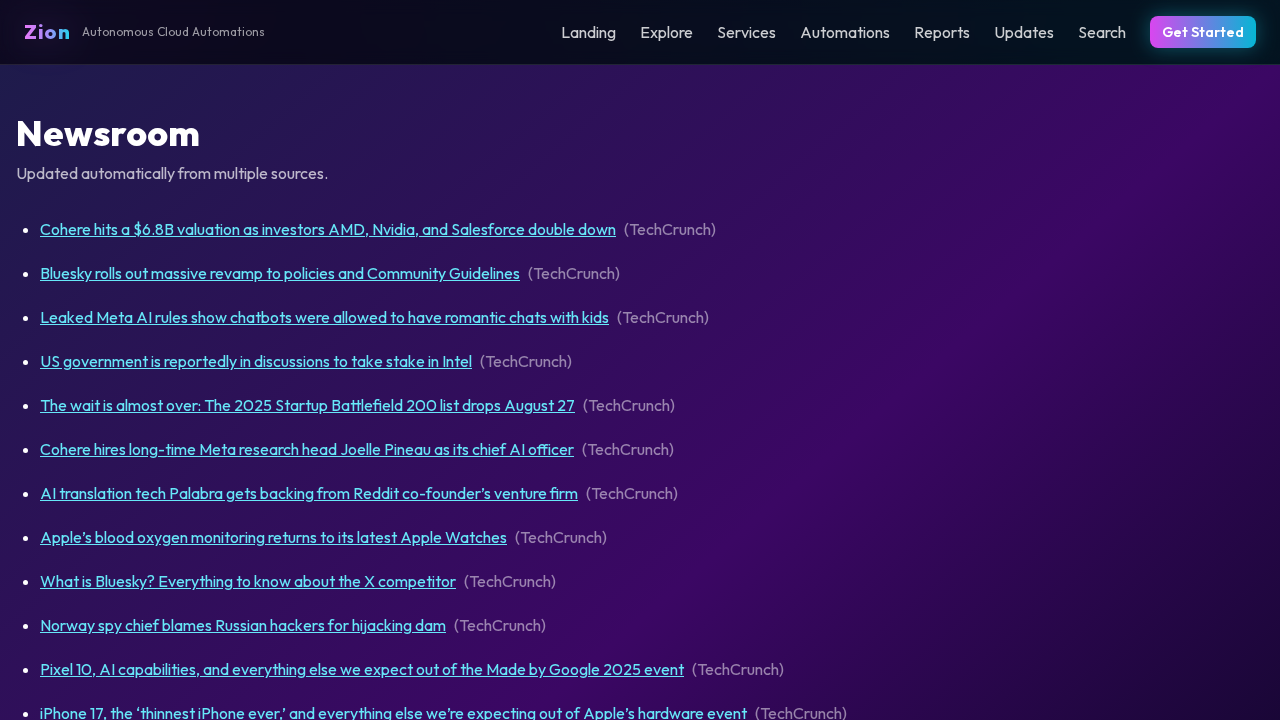 Zion Autonomous Cloud Automations Landing Explore Services Automations Reports Updates Search Get Started
Newsroom
Updated automatically from multiple sources.
Cohere hits a $6.8B valuation as investors AMD, Nvidia, and Salesforce double down (TechCrunch)
Bluesky rolls out massive revamp to policies and Community Guidelines (TechCrunch)
Leaked Meta AI rules show chatbots were allowed to have romantic chats with kids (TechCrunch)
US government is reportedly in discussions to take stake in Intel (TechCrunch)
The wait is almost over: The 2025 Startup Battlefield 200 list drops August 27 (TechCrunch)
Cohere hires long-time Meta research head Joelle Pineau as its chief AI officer (TechCrunch)
AI translation tech Palabra gets backing from Reddit co-founder’s venture firm (TechCrunch)
Apple’s blood oxygen monitoring returns to its latest Apple Watches (TechCrunch)
What is Bluesky? Everything to know about the X competitor (TechCrunch)
Norway spy chief blames Russian hackers for hijacking dam (TechCrunch)
Pixel 10, AI capabilities, and everything else we expect out of the Made by Google 2025 event (TechCrunch)
iPhone 17, the ‘thinnest iPhone ever,’ and everything else we’re expecting out of Apple’s hardware event (TechCrunch)